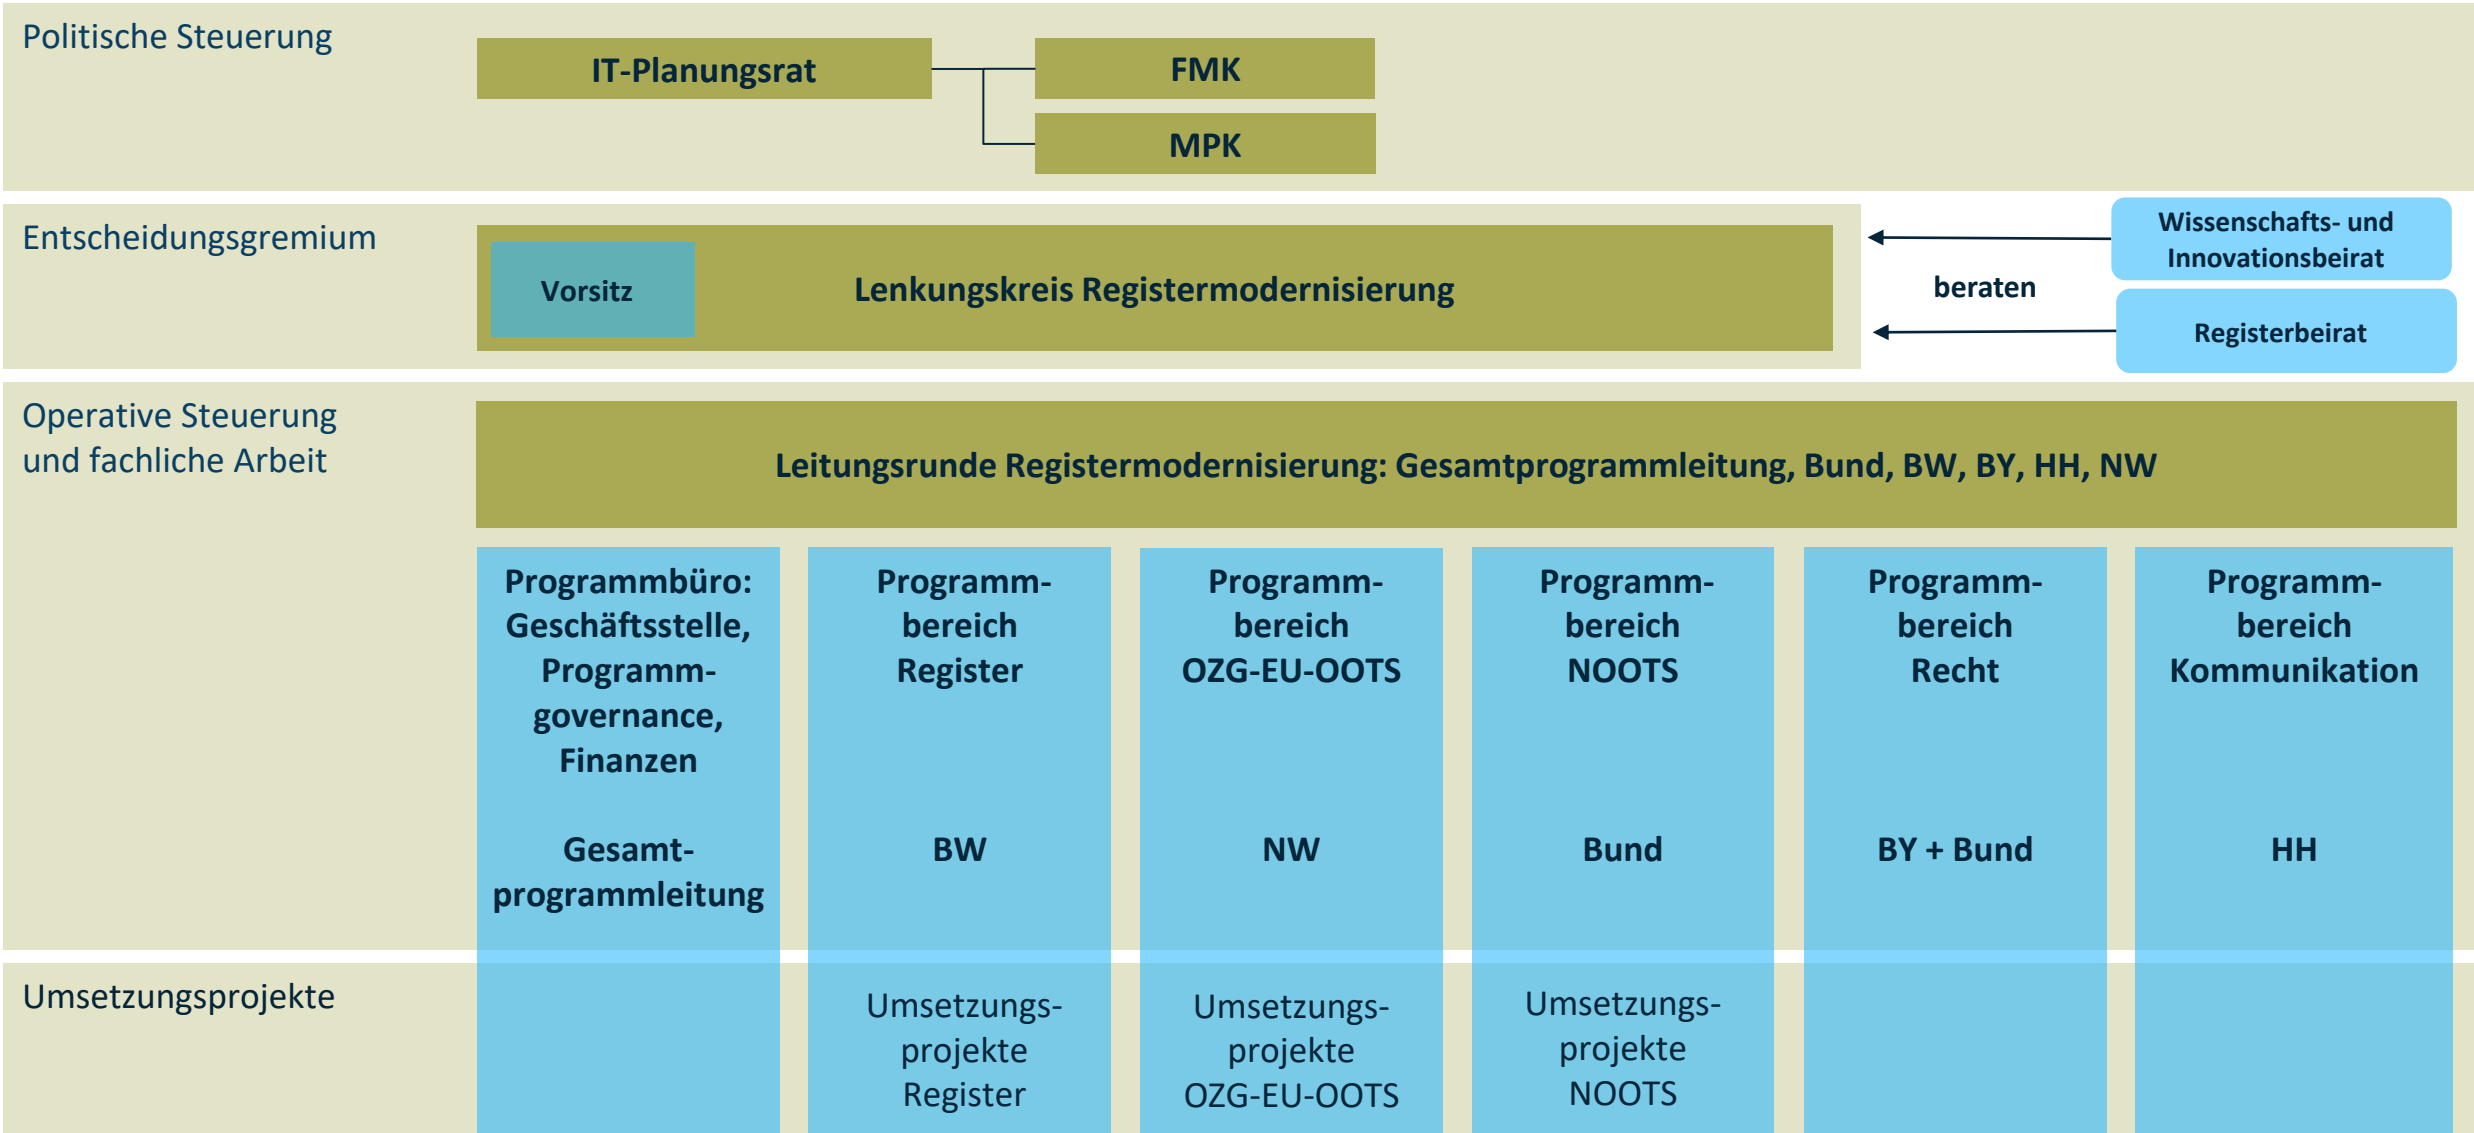 Politische Steuerung
IT-Planungsrat
FMK
MPK
Entscheidungsgremium
Vorsitz
Lenkungskreis Registermodernisierung
beraten
Wissenschafts- und
Innovationsbeirat
Registerbeirat
Operative Steuerung
und fachliche Arbeit
Leitungsrunde Registermodernisierung: Gesamtprogrammleitung, Bund, BW, BY, HH, NW
Programmbüro:
Geschäftsstelle,
Programm-
governance,
Finanzen
Gesamt-
programmleitung
Programm-
bereich
Register
BW
Programm-
bereich
OZG-EU-OOTS
NW
Programm-
bereich
NOOTS
Bund
Programm-
bereich
Recht
BY + Bund
Programm-
bereich
Kommunikation
HH
Umsetzungsprojekte
Umsetzungs-
projekte
Register
Umsetzungs-
projekte
OZG-EU-OOTS
Umsetzungs-
projekte
NOOTS